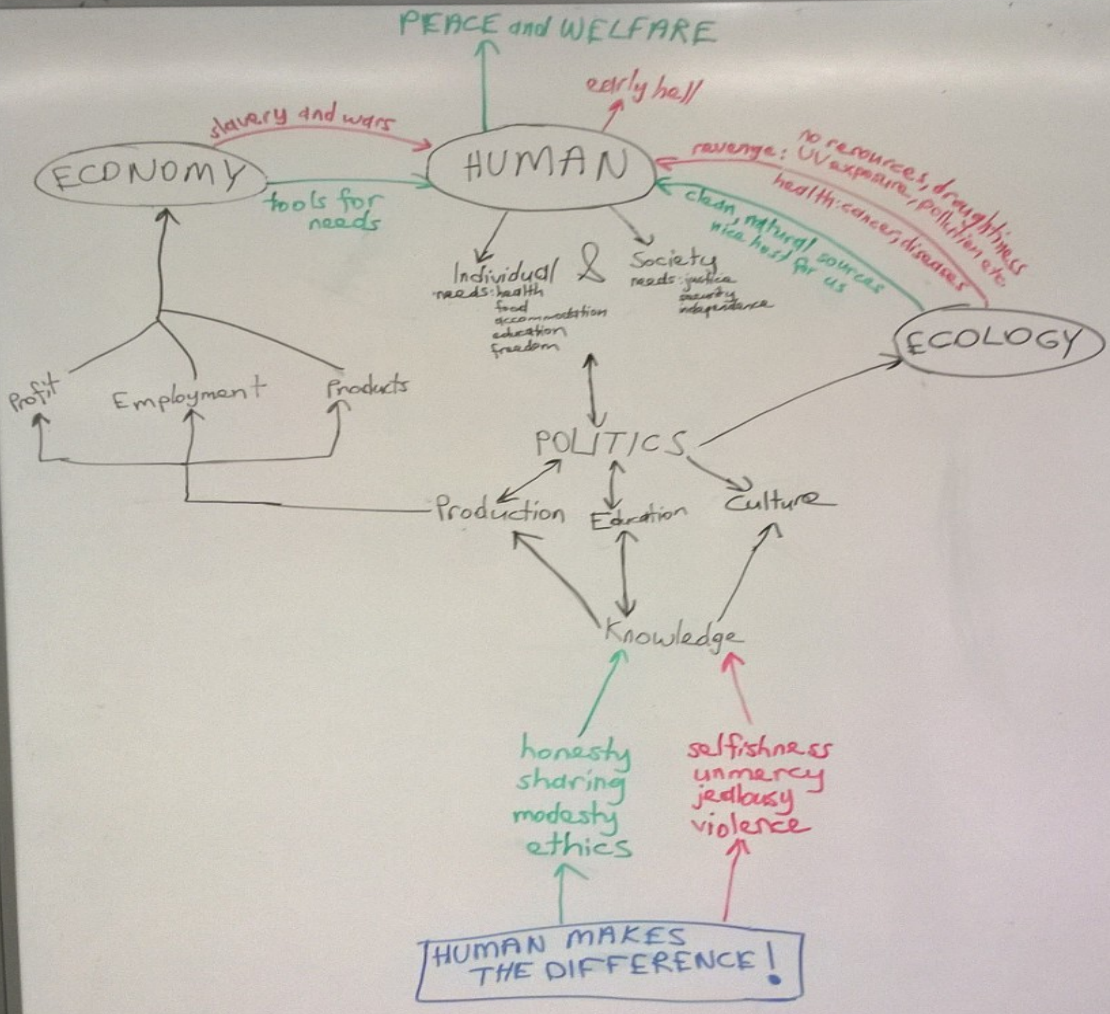 PEACE and WELFARE
early hell
slavery and wars
ECONOMY
HUMAN
tools for
needs
no resources, droughtiness
revenge: UV exposure, pollution etc
health: cancer, diseases
clean, natural sources
nice host for us
Individual & Society
needs: health
food
accommodation
education
freedom
needs: justice
security
independence
ECOLOGY
Profit
Employment
Products
POLITICS
Production
Education
Culture
Knowledge
honesty
sharing
modesty
ethics
selfishness
unmercy
jealousy
violence
HUMAN MAKES
THE DIFFERENCE!